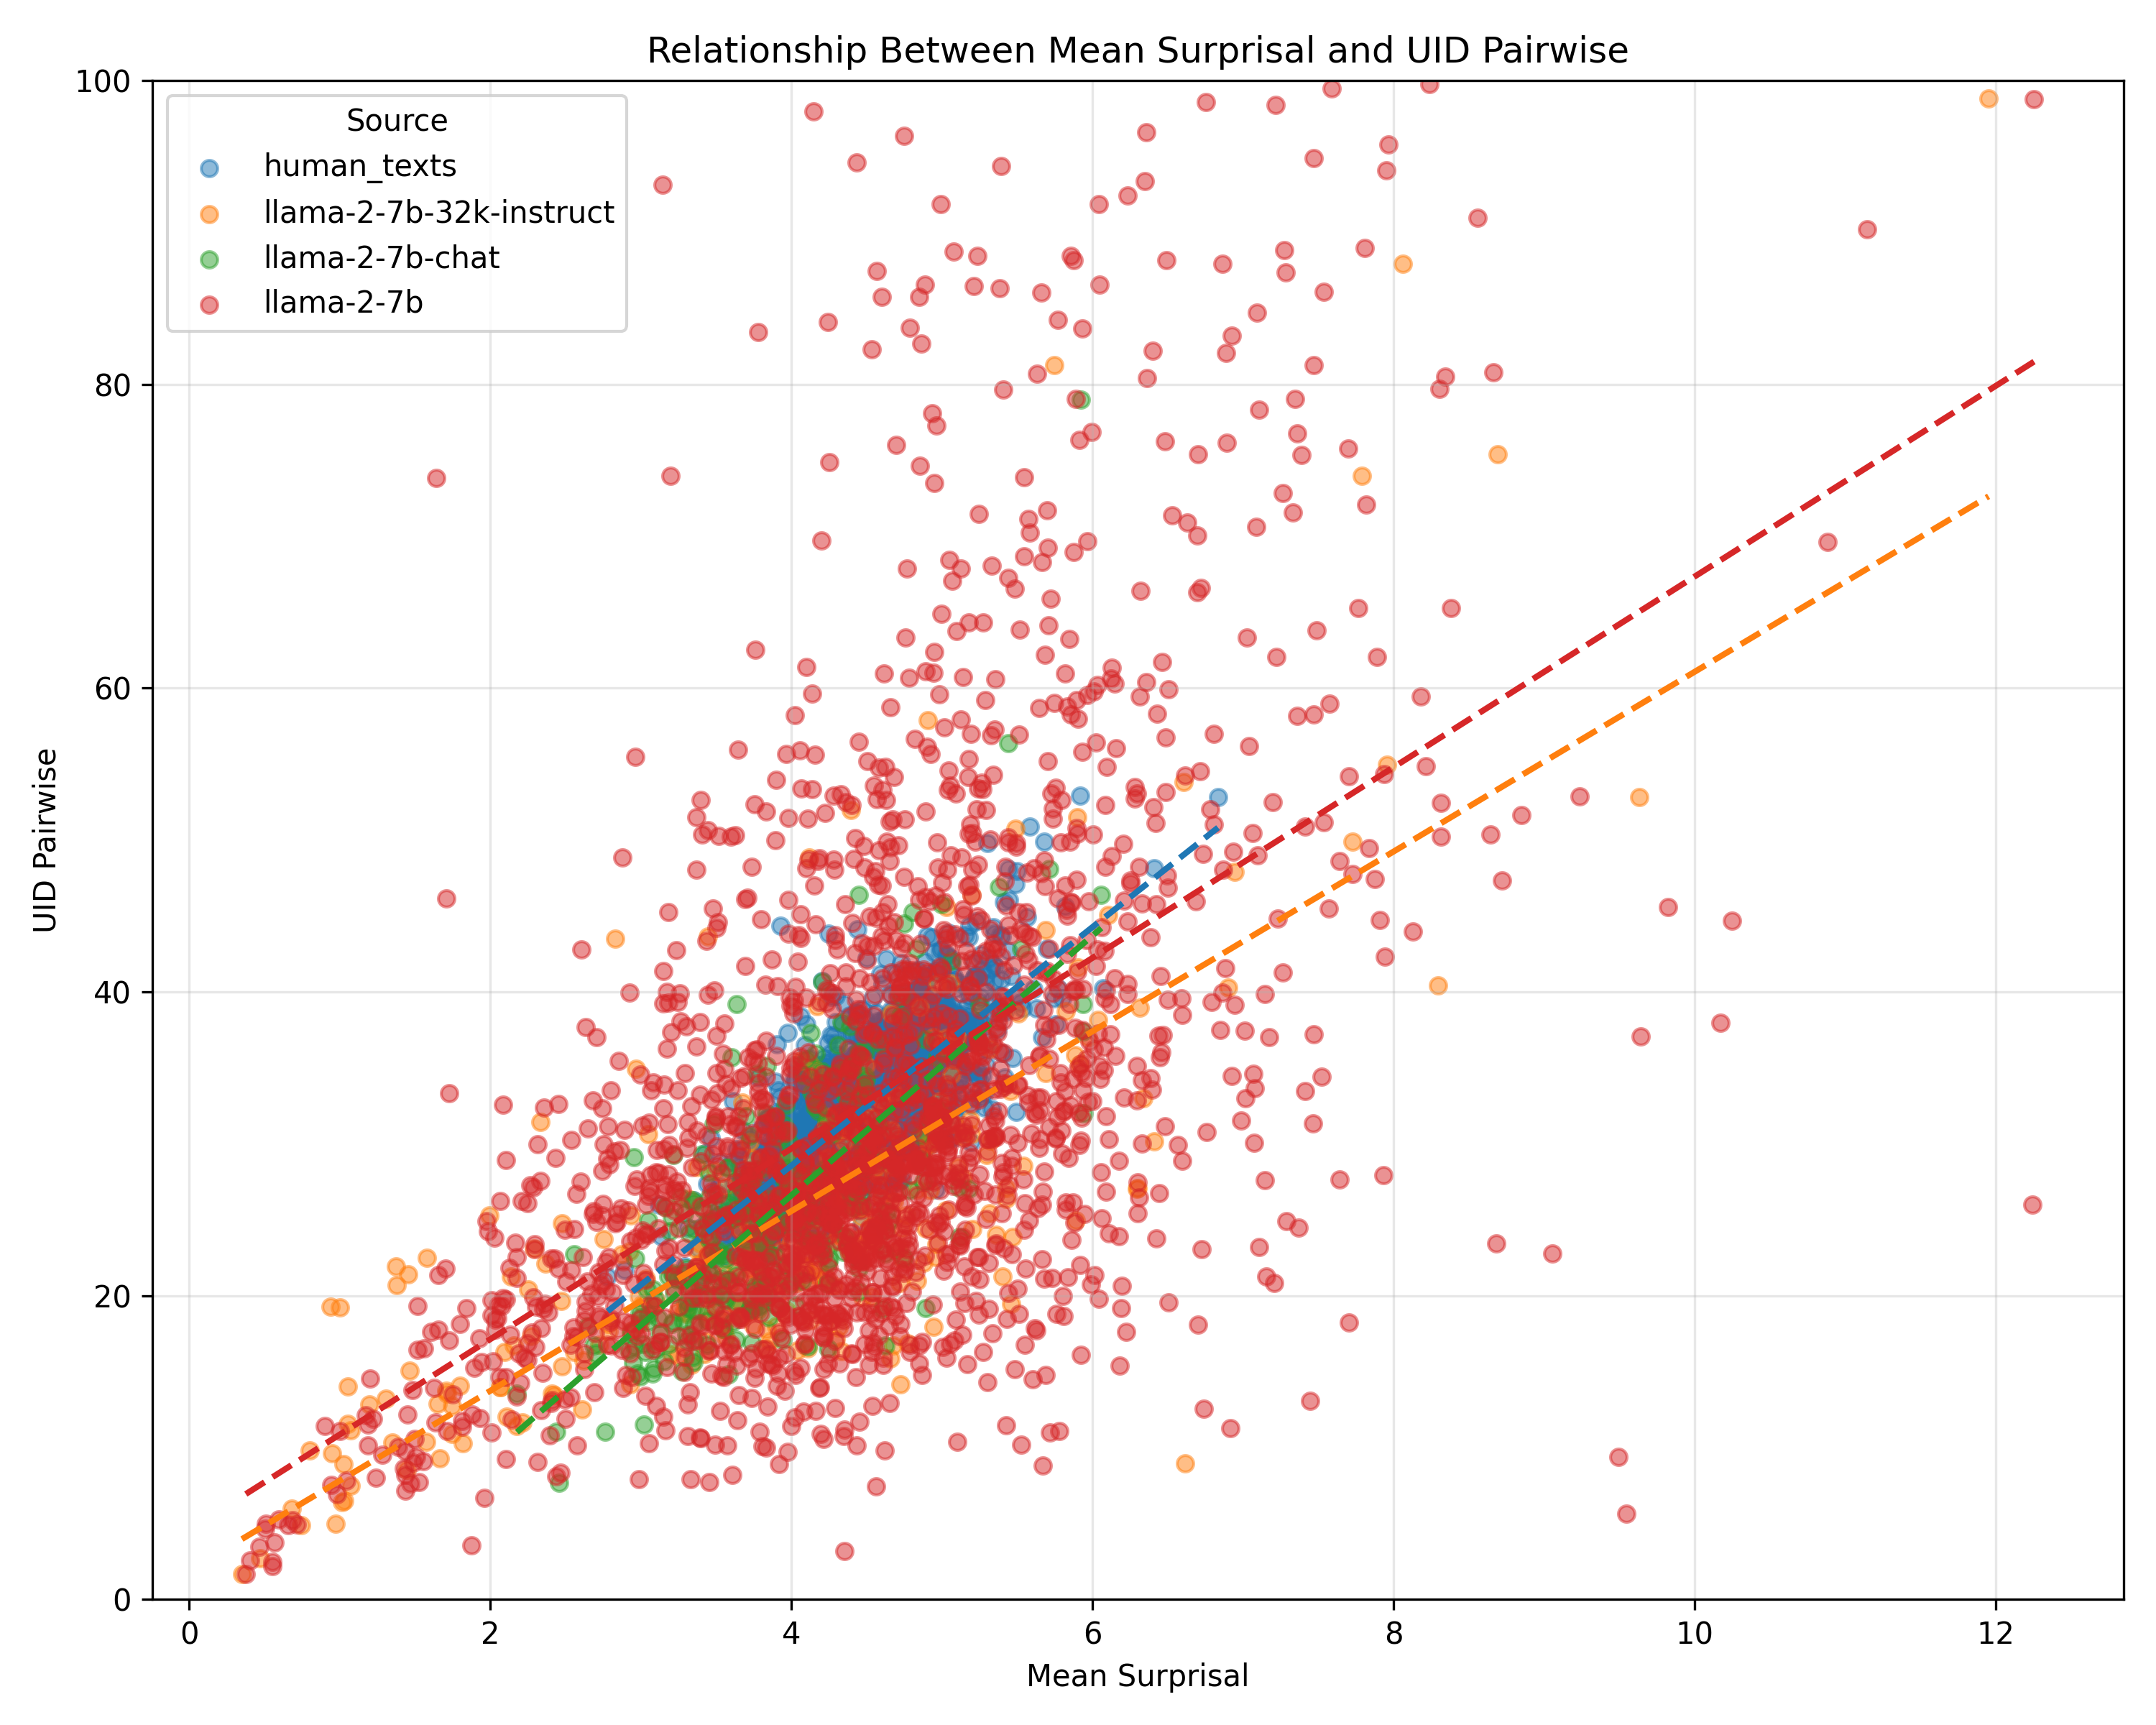 Relationship Between Mean Surprisal and UID Pairwise
Source
human_texts
llama-2-7b-32k-instruct
llama-2-7b-chat
llama-2-7b
UID Pairwise
100
80
60
40
20
0
0 2 4 6 8 10 12
Mean Surprisal